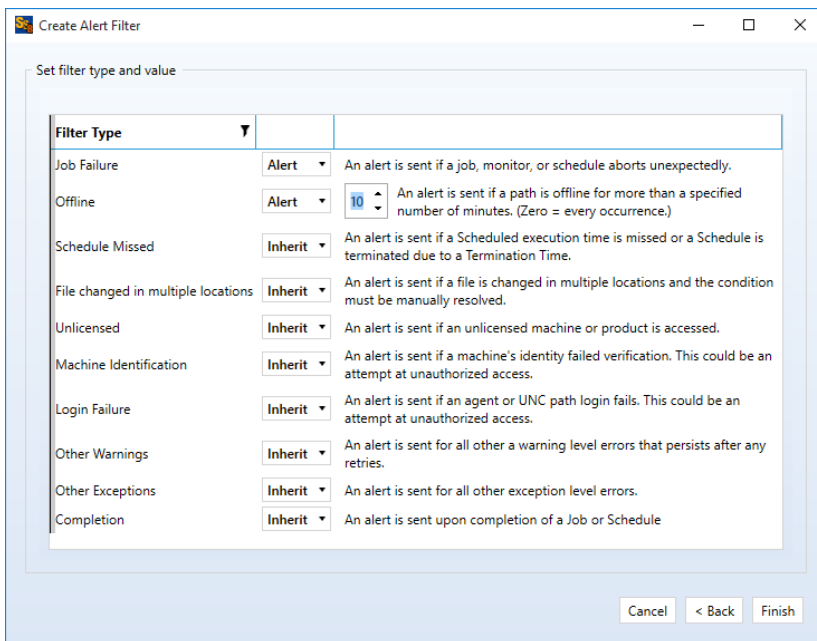 Create Alert Filter
Set filter type and value
Filter Type
Job Failure Alert An alert is sent if a job, monitor, or schedule aborts unexpectedly.
Offline Alert 10 An alert is sent if a path is offline for more than a specified
number of minutes. (Zero = every occurrence.)
Schedule Missed Inherit An alert is sent if a Scheduled execution time is missed or a Schedule is
terminated due to a Termination Time.
File changed in multiple locations Inherit An alert is sent if a file is changed in multiple locations and the condition
must be manually resolved.
Unlicensed Inherit An alert is sent if an unlicensed machine or product is accessed.
Machine Identification Inherit An alert is sent if a machine's identity failed verification. This could be an
attempt at unauthorized access.
Login Failure Inherit An alert is sent if an agent or UNC path login fails. This could be an
attempt at unauthorized access.
Other Warnings Inherit An alert is sent for all other a warning level errors that persists after any
retries.
Other Exceptions Inherit An alert is sent for all other exception level errors.
Completion Inherit An alert is sent upon completion of a Job or Schedule
Cancel < Back Finish